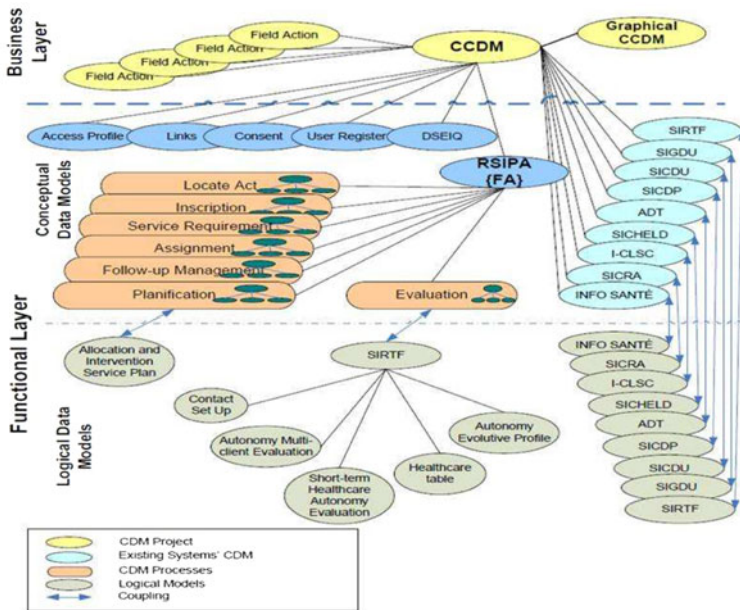 Business
Layer
Field Action
Field Action
Field Action
Field Action
CCDM
Graphical
CCDM
Access Profile
Links
Consent
User Register
DSEIQ
RSIPA
{FA}
Functional Layer
Conceptual
Data Models
Locate Act
Inscription
Service Requirement
Assignment
Follow-up Management
Planification
Evaluation
SIRTF
SIGDU
SICDU
SICDP
ADT
SICHELD
I-CLSC
SICRA
INFO SANTÉ
Logical Data
Models
Allocation and
Intervention
Service Plan
SIRTF
Contact
Set Up
Autonomy Multi-
client Evaluation
Short-term
Healthcare
Autonomy
Evaluation
Healthcare
table
Autonomy
Evolutive Profile
INFO SANTÉ
SICRA
I-CLSC
SICHELD
ADT
SICDP
SICDU
SIGDU
SIRTF
CDM Project
Existing Systems' CDM
CDM Processes
Logical Models
Coupling